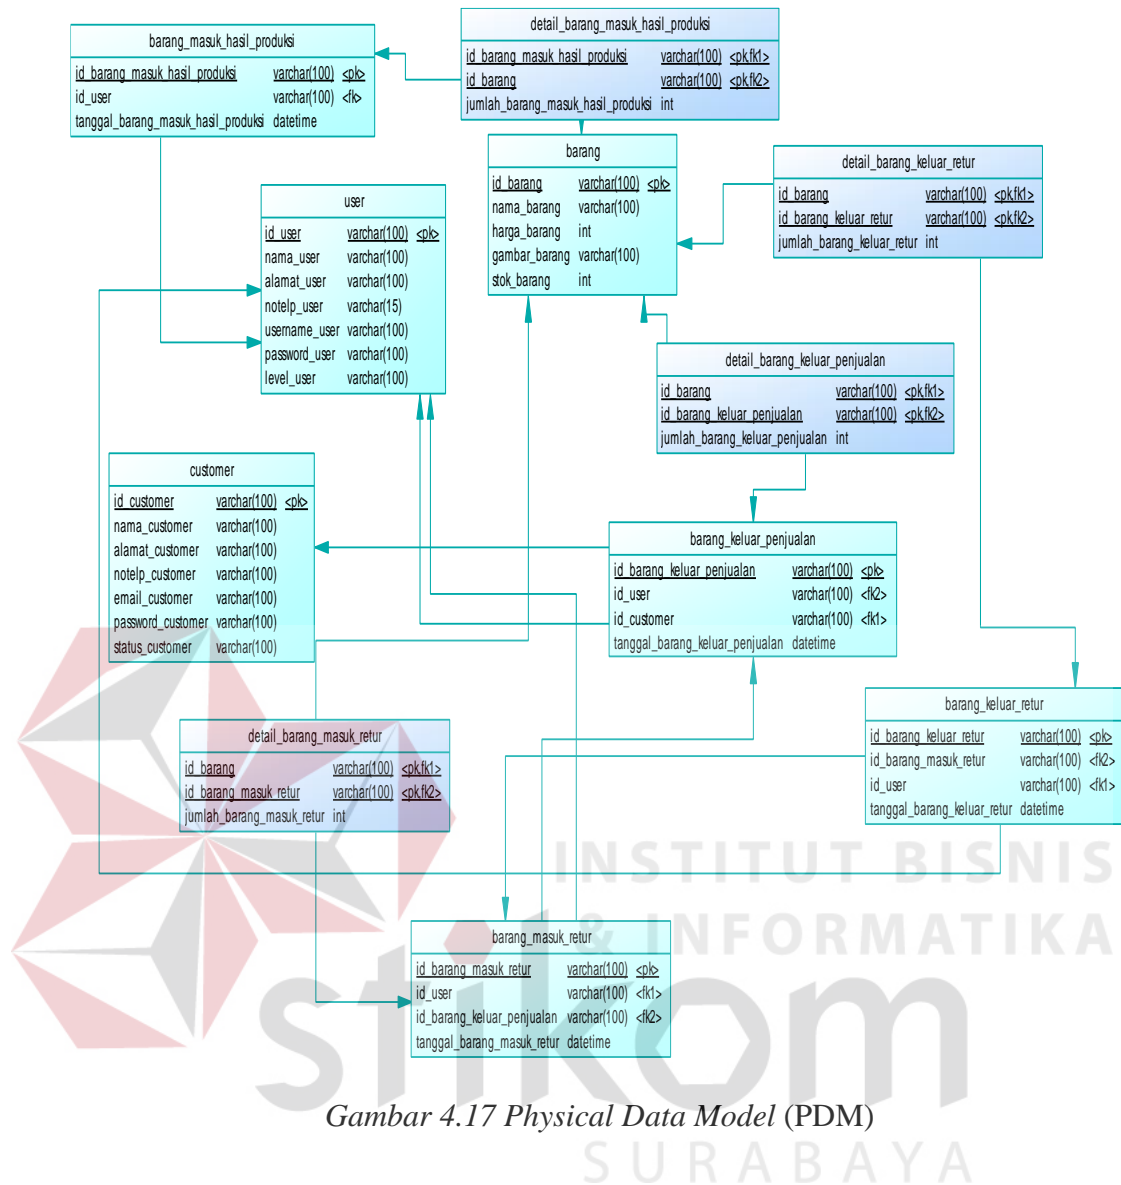 barang_masuk_hasil_produksi
id_barang_masuk_hasil_produksi varchar(100) <pk>
id_user varchar(100) <fk>
tanggal_barang_masuk_hasil_produksi datetime
detail_barang_masuk_hasil_produksi
id_barang_masuk_hasil_produksi varchar(100) <pk,fk1>
id_barang varchar(100) <pk,fk2>
jumlah_barang_masuk_hasil_produksi int
barang
id_barang varchar(100) <pk>
nama_barang varchar(100)
harga_barang int
gambar_barang varchar(100)
stok_barang int
detail_barang_keluar_retur
id_barang varchar(100) <pk,fk1>
id_barang_keluar_retur varchar(100) <pk,fk2>
jumlah_barang_keluar_retur int
user
id_user varchar(100) <pk>
nama_user varchar(100)
alamat_user varchar(100)
notelp_user varchar(15)
username_user varchar(100)
password_user varchar(100)
level_user varchar(100)
detail_barang_keluar_penjualan
id_barang varchar(100) <pk,fk1>
id_barang_keluar_penjualan varchar(100) <pk,fk2>
jumlah_barang_keluar_penjualan int
customer
id_customer varchar(100) <pk>
nama_customer varchar(100)
alamat_customer varchar(100)
notelp_customer varchar(100)
email_customer varchar(100)
password_customer varchar(100)
status_customer varchar(100)
barang_keluar_penjualan
id_barang_keluar_penjualan varchar(100) <pk>
id_user varchar(100) <fk2>
id_customer varchar(100) <fk1>
tanggal_barang_keluar_penjualan datetime
barang_keluar_retur
id_barang_keluar_retur varchar(100) <pk>
id_barang_masuk_retur varchar(100) <fk2>
id_user varchar(100) <fk1>
tanggal_barang_keluar_retur datetime
detail_barang_masuk_retur
id_barang varchar(100) <pk,fk1>
id_barang_masuk_retur varchar(100) <pk,fk2>
jumlah_barang_masuk_retur int
barang_masuk_retur
id_barang_masuk_retur varchar(100) <pk>
id_user varchar(100) <fk1>
id_barang_keluar_penjualan varchar(100) <fk2>
tanggal_barang_masuk_retur datetime
INSTITUT BISNIS
& INFORMATIKA
stikom
SURABAYA
Gambar 4.17 Physical Data Model (PDM)